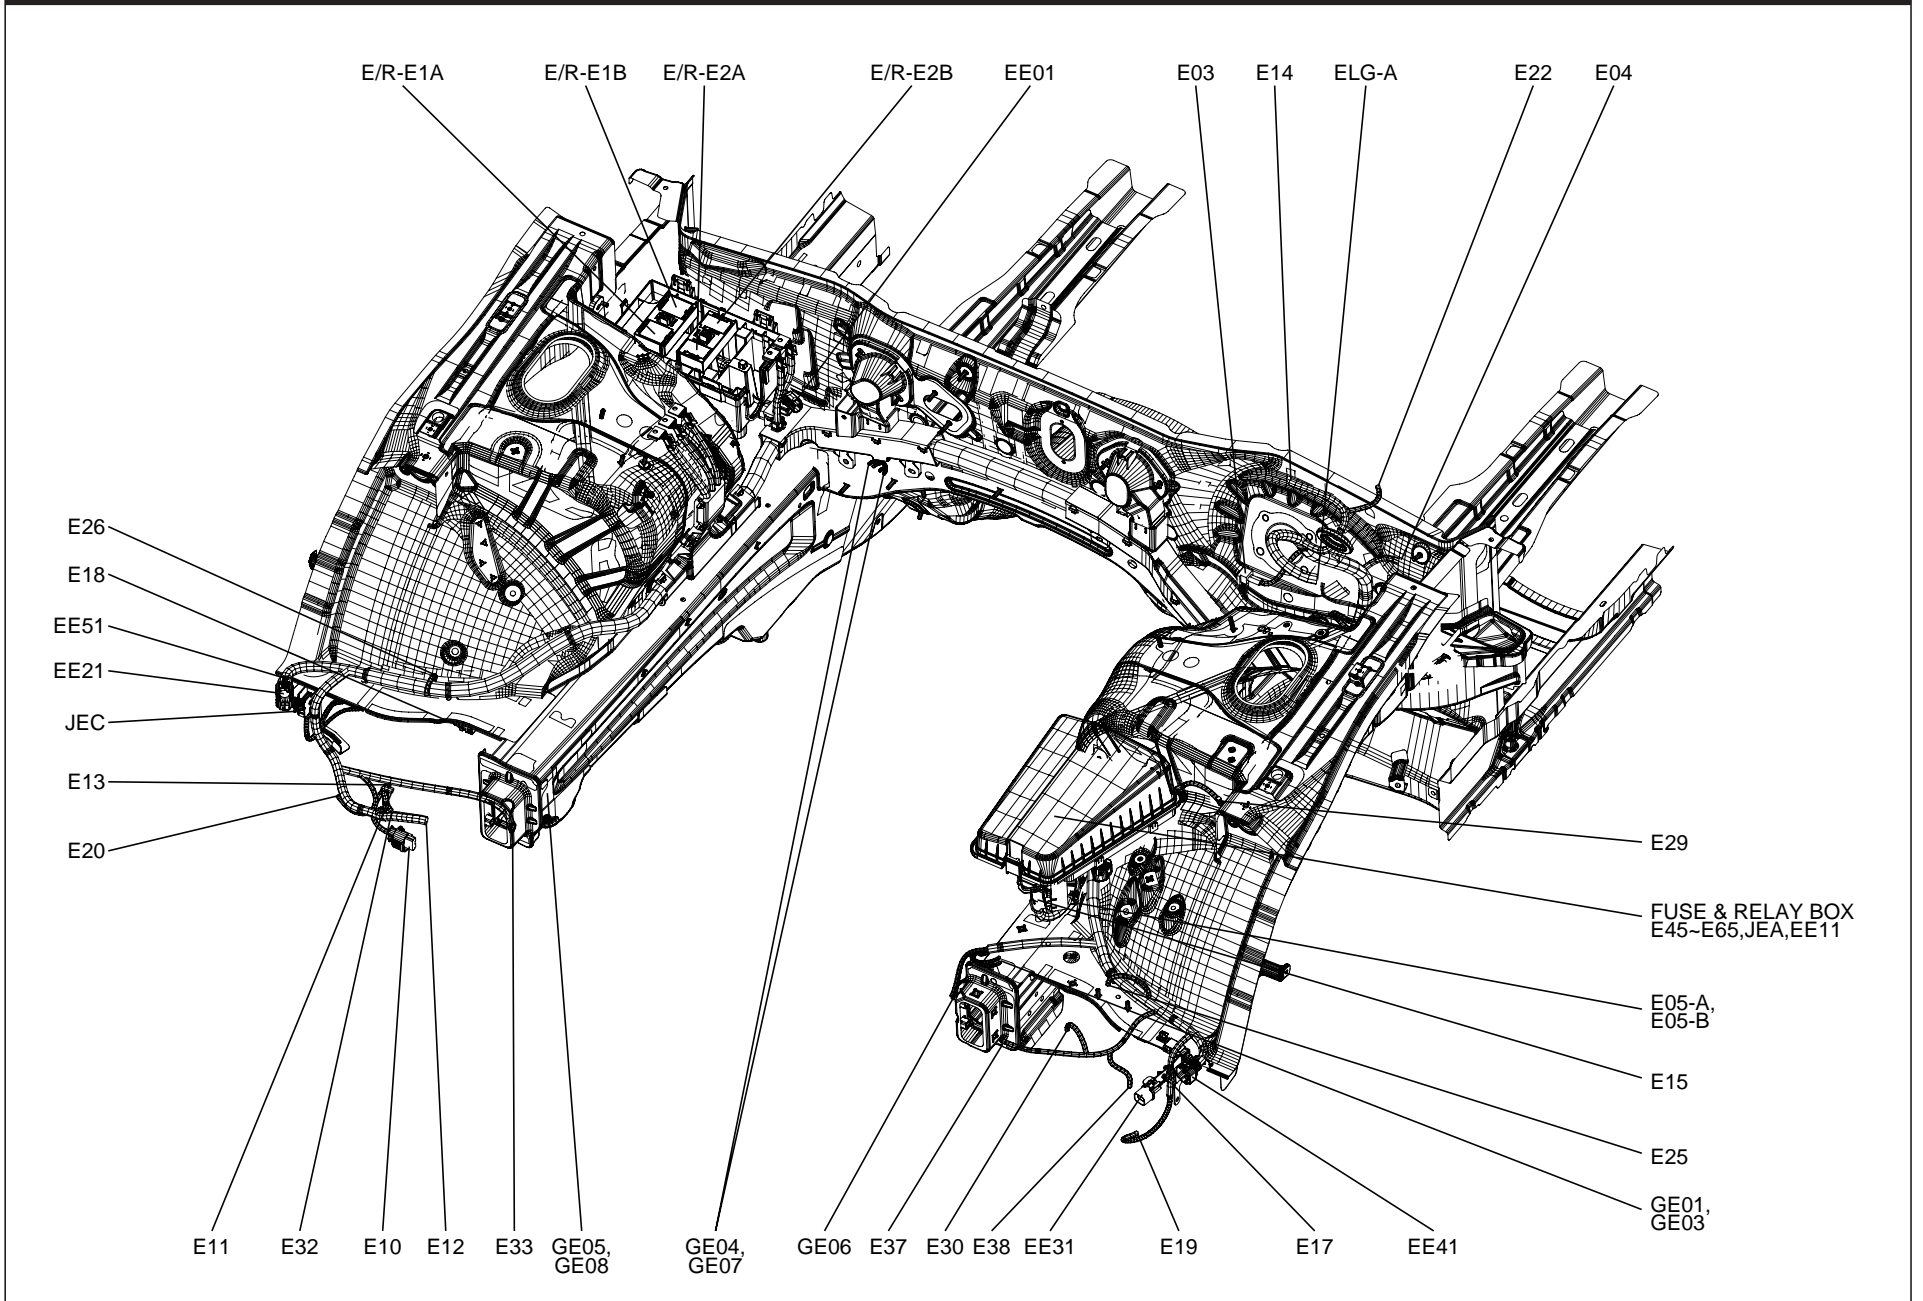 E/R-E1A
E/R-E1B
E/R-E2A
E/R-E2B
EE01
E03
E14
ELG-A
E22
E04
E26
E18
EE51
EE21
JEC
E13
E20
E29
FUSE & RELAY BOX
E45~E65,JEA,EE11
E05-A,
E05-B
E15
E25
GE01,
GE03
E11
E32
E10
E12
E33
GE05,
GE08
GE04,
GE07
GE06
E37
E30
E38
EE31
E19
E17
EE41